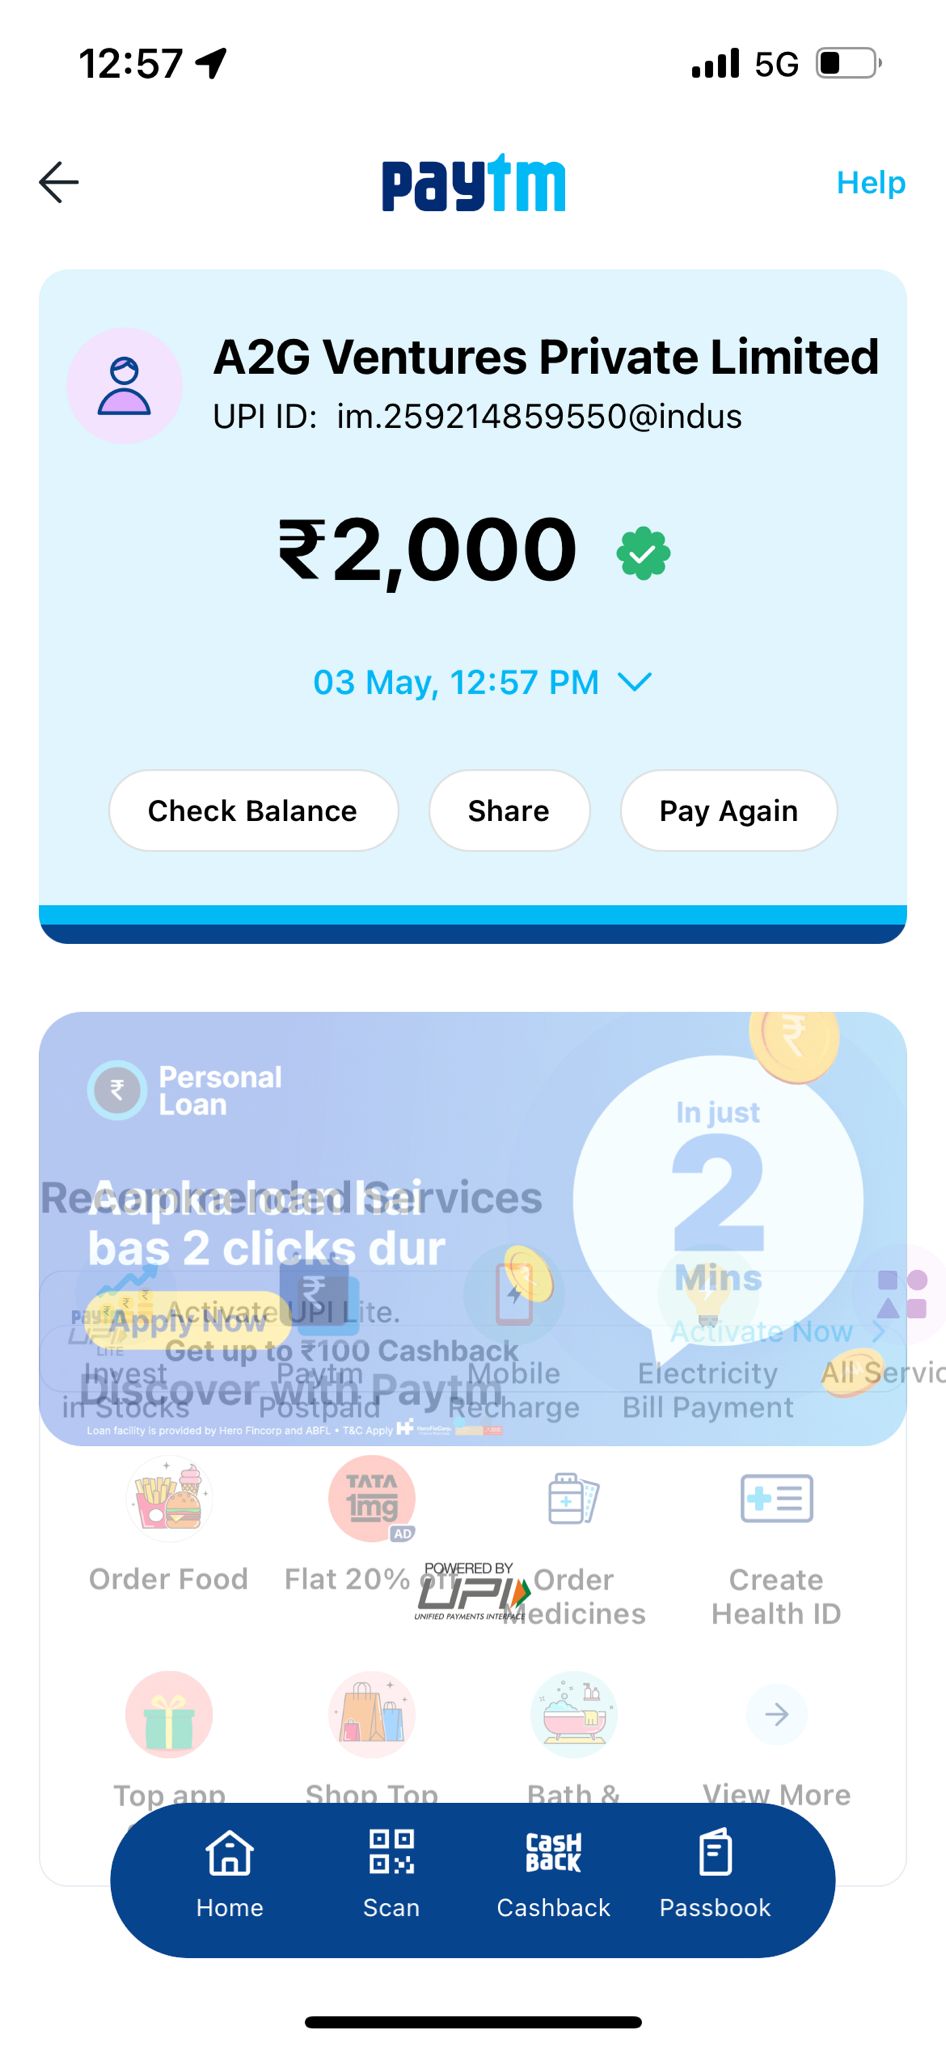 12:57
5G
paytm
Help
A2G Ventures Private Limited
UPI ID: im.259214859550@indus
₹2,000
03 May, 12:57 PM
Check Balance
Share
Pay Again
Personal
Loan
In just
2
Mins
Recommended Services
Aapka loan hai
bas 2 clicks dur
Activate UPI Lite.
Apply Now
Activate Now
LITE
Get up to ₹100 Cashback
Invest
in Stocks
Paytm
Postpaid
Mobile
Recharge
Electricity
Bill Payment
All Servic
Discover with Paytm
Loan facility is provided by Hero Fincorp and ABFL • T&C Apply
TATA
1mg
AD
Order Food
Flat 20% off
Order
Medicines
Create
Health ID
POWERED BY
UPI
UNIFIED PAYMENTS INTERFACE
Top app
Shop Top
Bath &
View More
CASH
BACK
Home
Scan
Cashback
Passbook